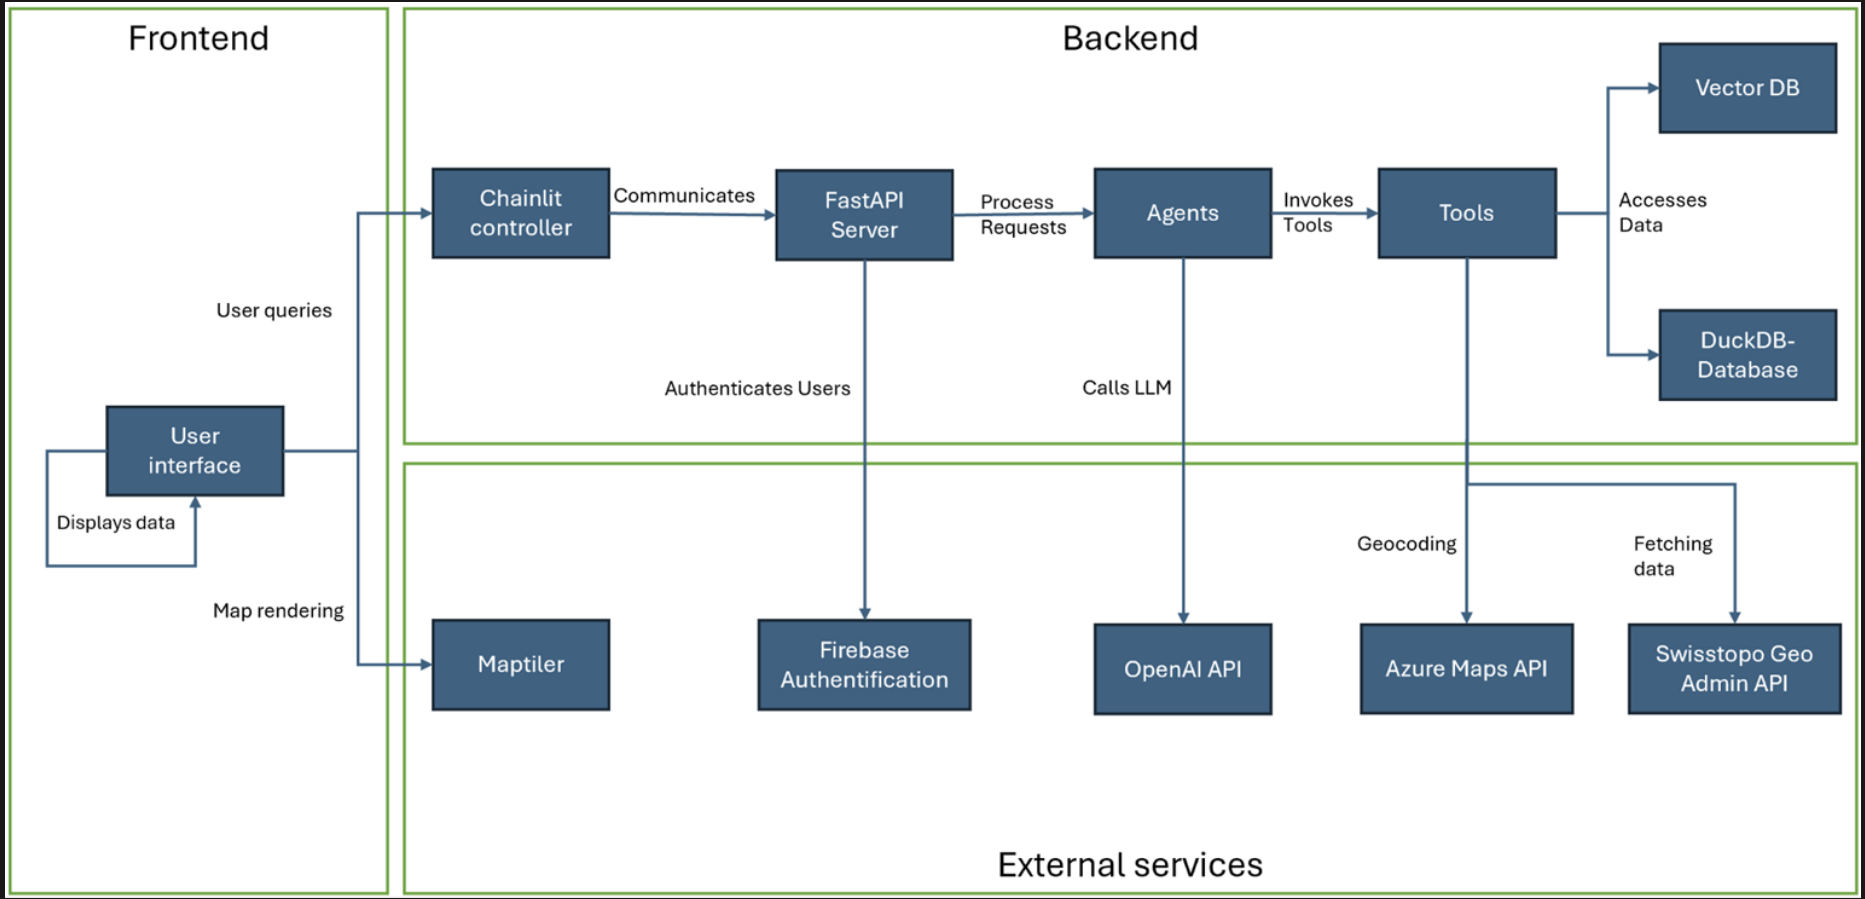 Frontend
Backend
Vector DB
Chainlit
controller
Communicates
FastAPI
Server
Process
Requests
Agents
Invokes
Tools
Tools
Accesses
Data
User queries
DuckDB-
Database
Authenticates Users
Calls LLM
User
interface
Displays data
Geocoding
Fetching
data
Map rendering
Maptiler
Firebase
Authentification
OpenAI API
Azure Maps API
Swisstopo Geo
Admin API
External services